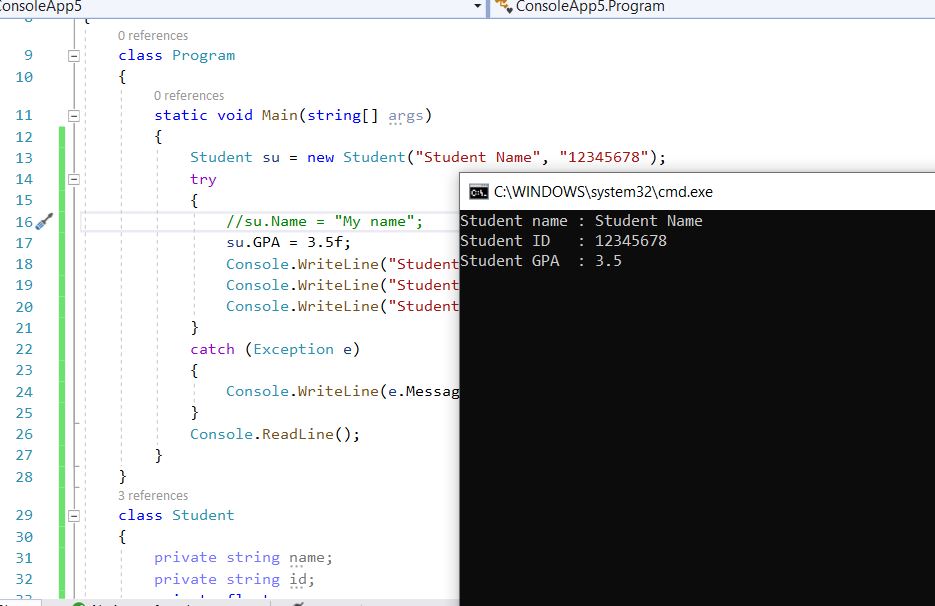 ConsoleApp5
ConsoleApp5.Program
8 {
0 references
9 class Program
10 {
0 references
11 static void Main(string[] args)
12 {
13 Student su = new Student("Student Name", "12345678");
14 try
15 {
16 //su.Name = "My name";
17 su.GPA = 3.5f;
18 Console.WriteLine("Student
19 Console.WriteLine("Student
20 Console.WriteLine("Student
21 }
22 catch (Exception e)
23 {
24 Console.WriteLine(e.Messag
25 }
26 Console.ReadLine();
27 }
28 }
3 references
29 class Student
30 {
31 private string name;
32 private string id;
C:\WINDOWS\system32\cmd.exe
Student name : Student Name
Student ID   : 12345678
Student GPA  : 3.5